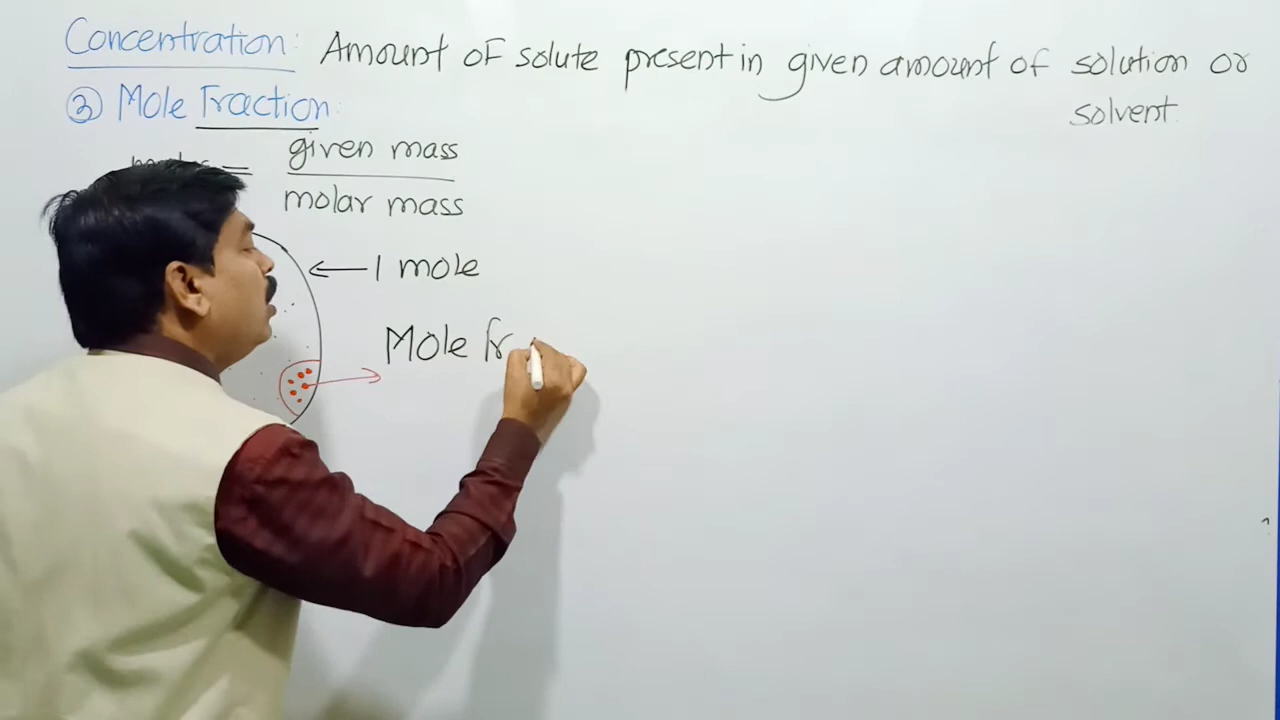 Concentration: Amount of solute present in given amount of solution or
solvent.
③ Mole Fraction:
= given mass
molar mass
1 mole
Mole fr